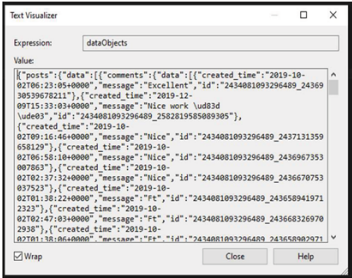 Text Visualizer
Expression:
dataObjects
Value:
{"posts":{"data":[{"comments":{"data":[{"created_time":"2019-10-
02T06:23:05+0000","message":"Excellent","id":"2434081093296489_24369
30539678211"},{"created_time":"2019-12-
09T15:33:03+0000","message":"Nice work \ud83d
\ude03","id":"2434081093296489_2582819585089305"},
{"created_time":"2019-10-
02T09:16:46+0000","message":"Nice","id":"2434081093296489_2437131359
658129"},{"created_time":"2019-10-
02T06:58:10+0000","message":"Nice","id":"2434081093296489_2436967353
007863"},{"created_time":"2019-10-
02T02:37:32+0000","message":"Nice","id":"2434081093296489_2436670753
037523"},{"created_time":"2019-10-
02T01:38:22+0000","message":"Ft","id":"2434081093296489_243658941971
2323"},{"created_time":"2019-10-
02T02:47:03+0000","message":"Ft","id":"2434081093296489_243668326970
2938"},{"created_time":"2019-10-
02T01:38:06+0000","message":"Ft","id":"2434081093296489_243658902971
Wrap
Close
Help